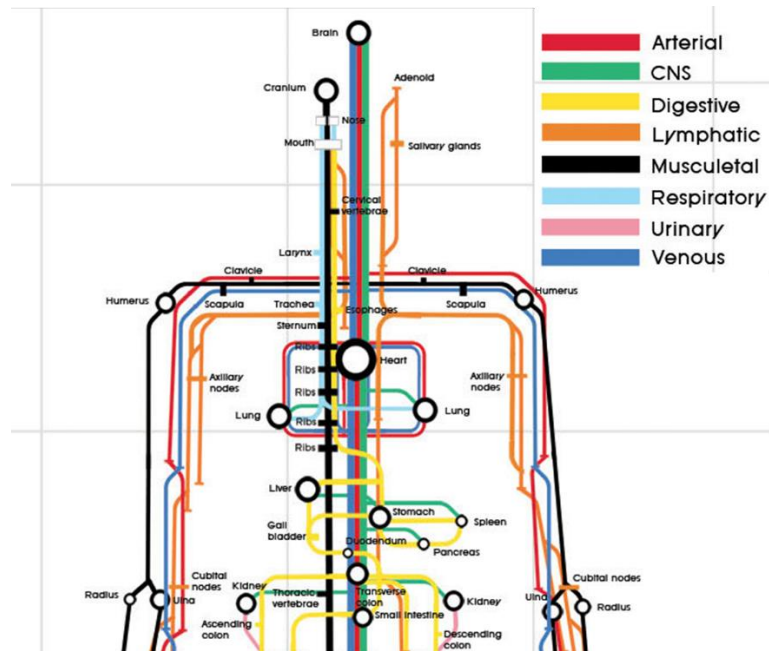 Brain
Arterial
CNS
Digestive
Lymphatic
Musculetal
Respiratory
Urinary
Venous
Adenoid
Cranium
Nose
Mouth
Salivary glands
Cervical
vertebrae
Larynx
Clavicle
Clavicle
Humerus
Scapula
Trachea
Esophages
Scapula
Humerus
Sternum
Ribs
Heart
Ribs
Axillary
nodes
Axillary
nodes
Ribs
Lung
Ribs
Lung
Ribs
Liver
Stomach
Spleen
Gall
bladder
Duodendum
Pancreas
Cubital
nodes
Cubital nodes
Radius
Ulna
Kidney
Thoracic
vertebrae
Transverse
colon
Kidney
Ulna
Radius
Small Intestine
Ascending
colon
Descending
colon